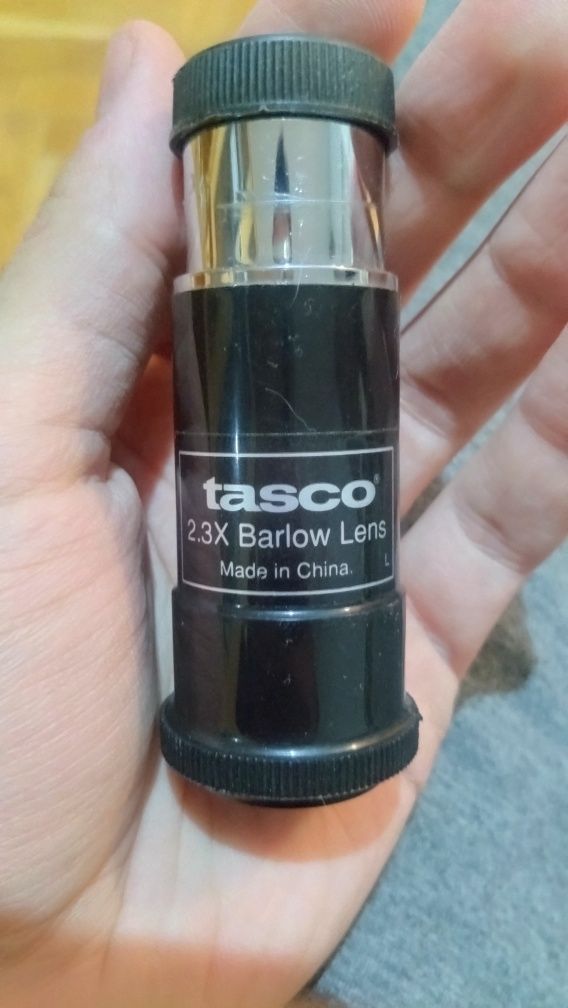 tasco®
2.3X Barlow Lens
Made in China.
L